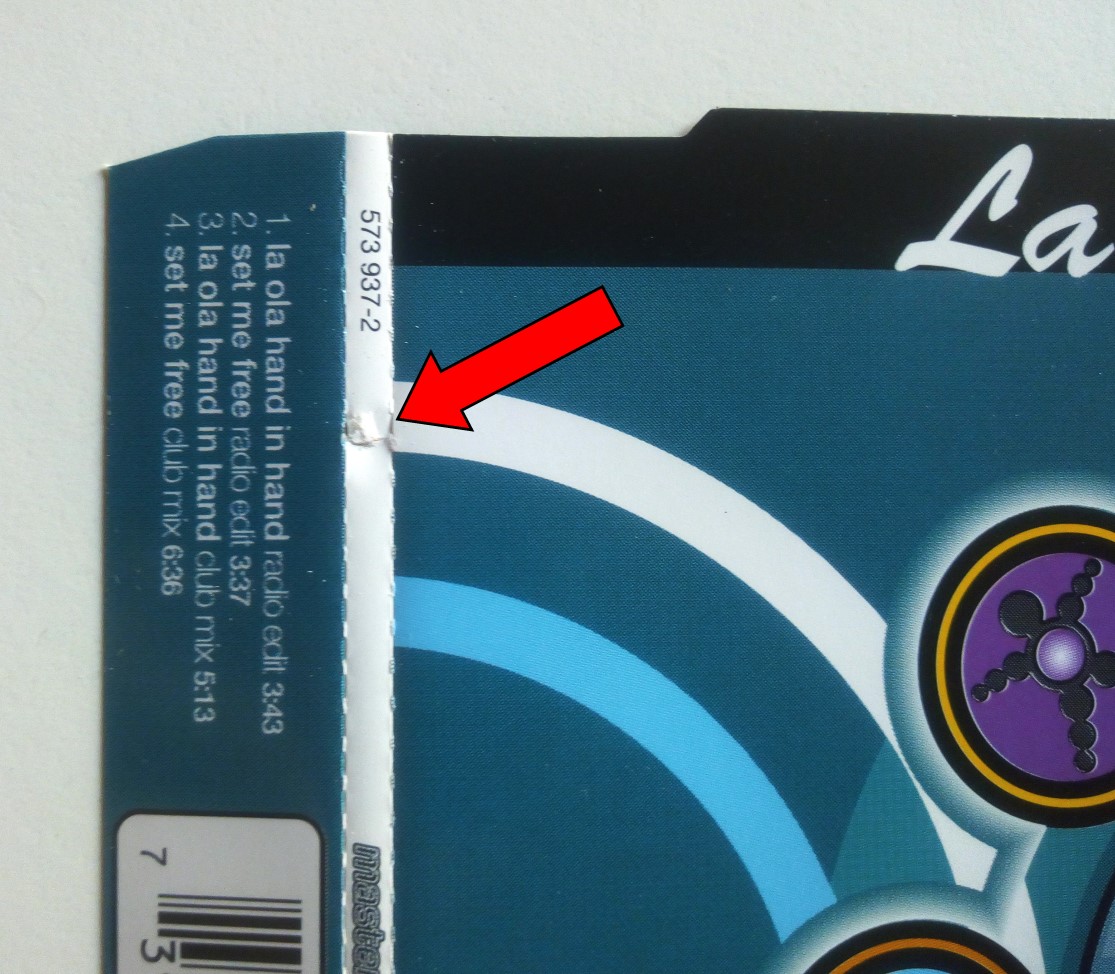 La
573 937-2
1. la ola hand in hand radio edit 3:43
2. set me free radio edit 3:37
3. la ola hand in hand club mix 5:13
4. set me free club mix 6:36
7
3